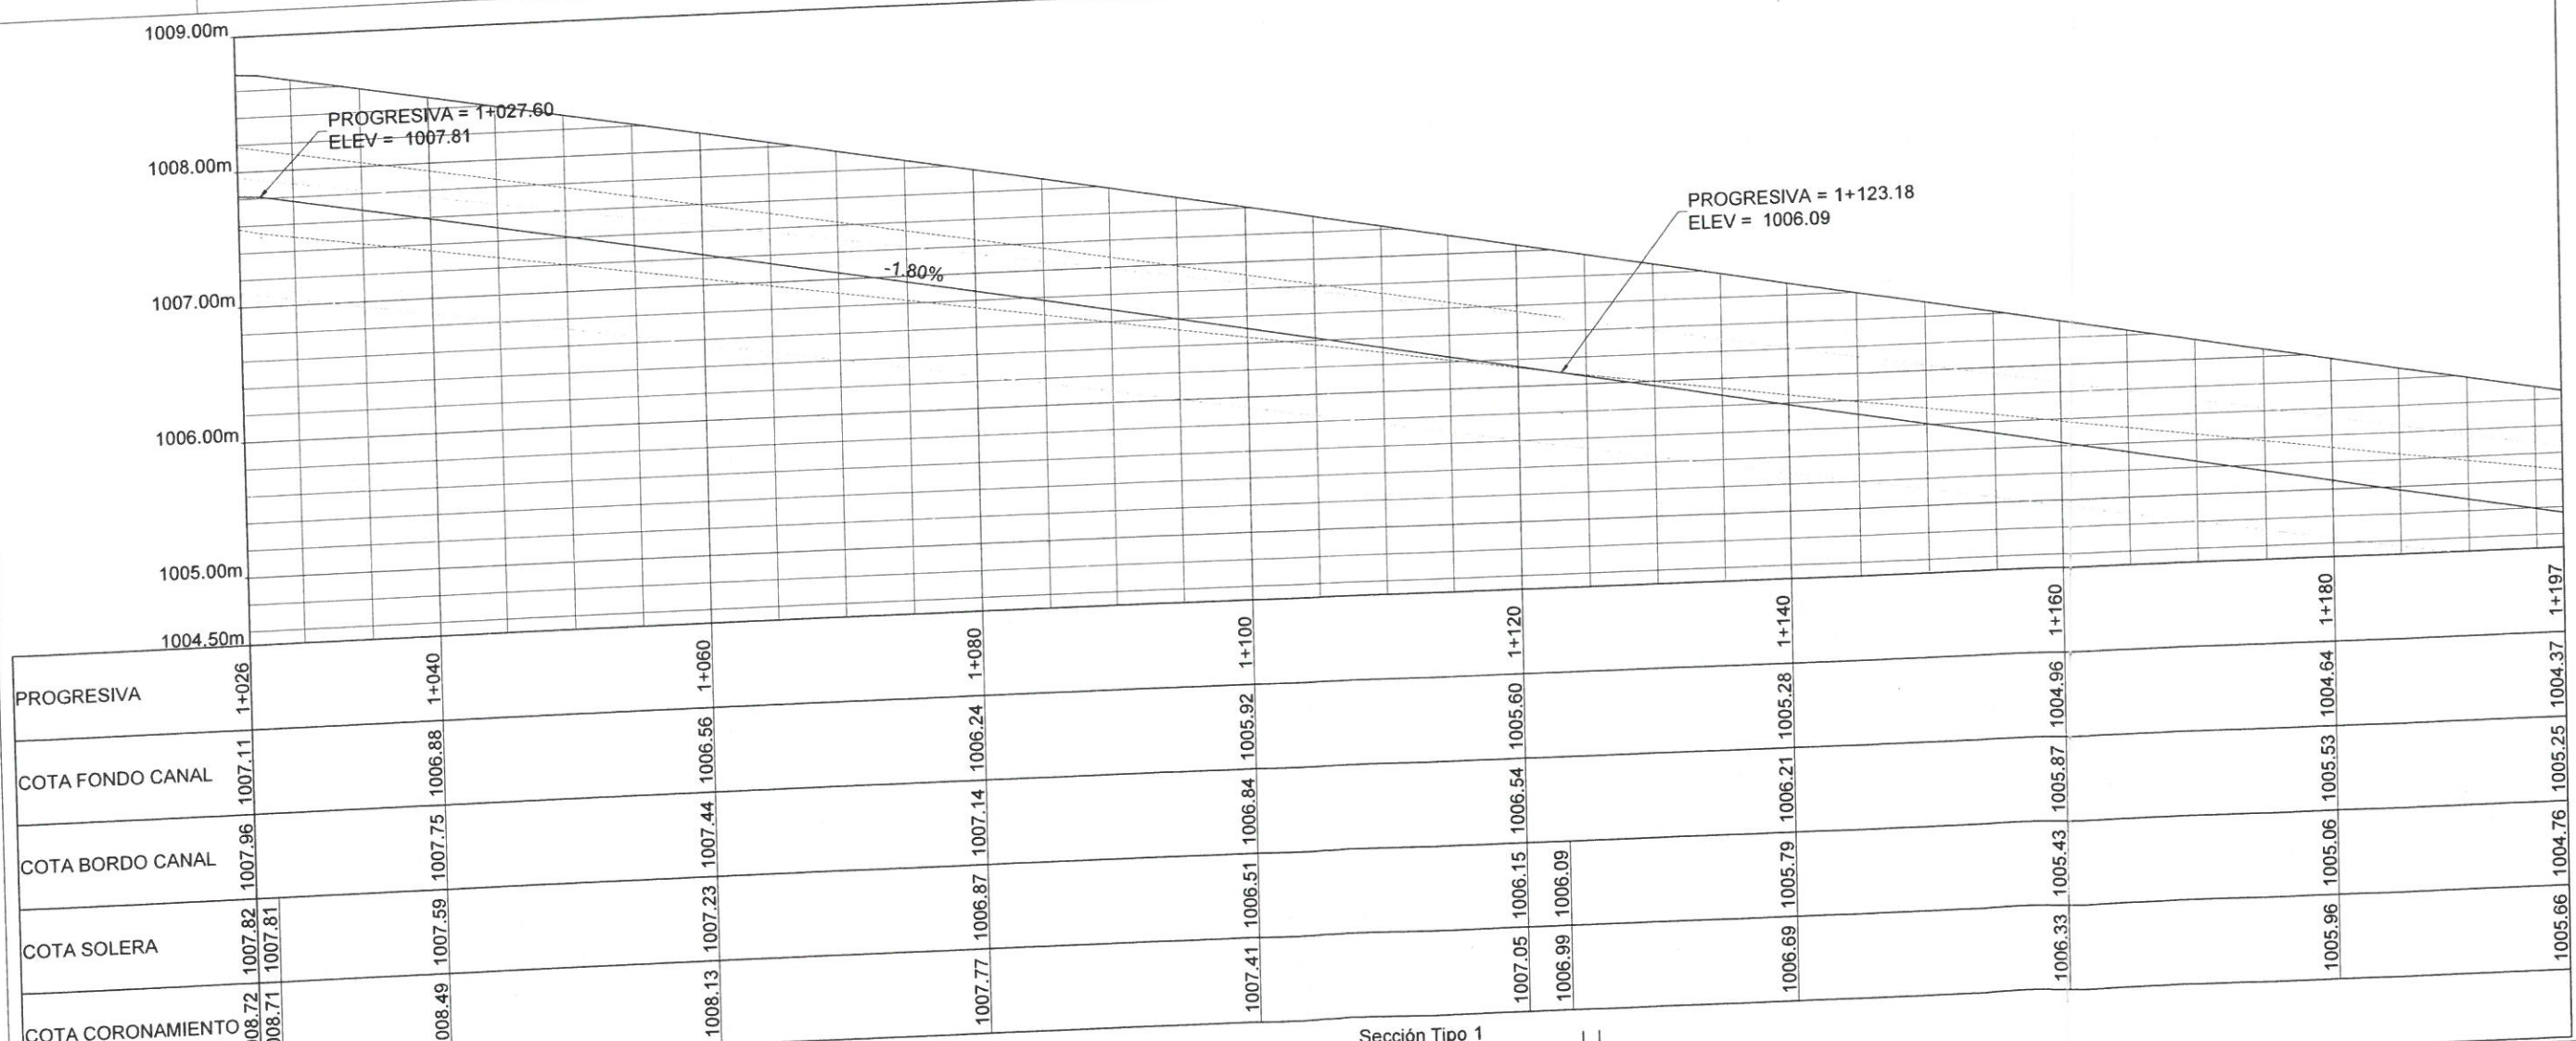 1009.00m
PROGRESIVA = 1+027.60
ELEV = 1007.81
1008.00m
PROGRESIVA = 1+123.18
ELEV = 1006.09
-1.80%
1007.00m
1006.00m
1005.00m
1004.50m
PROGRESIVA 1+026 1+040 1+060 1+080 1+100 1+120 1+140 1+160 1+180 1+197
COTA FONDO CANAL 1007.11 1006.88 1006.56 1006.24 1005.92 1005.60 1005.28 1004.96 1004.64 1004.37
COTA BORDO CANAL 1007.96 1007.75 1007.44 1007.14 1006.84 1006.54 1006.21 1005.87 1005.53 1005.25
COTA SOLERA 1007.82 1007.81 1007.59 1007.23 1006.87 1006.51 1006.15 1006.09 1005.79 1005.43 1005.06 1004.76
COTA CORONAMIENTO 08.72 08.71 008.49 1008.13 1007.77 1007.41 1007.05 1006.99 1006.69 1006.33 1005.96 1005.66
Sección Tipo 1